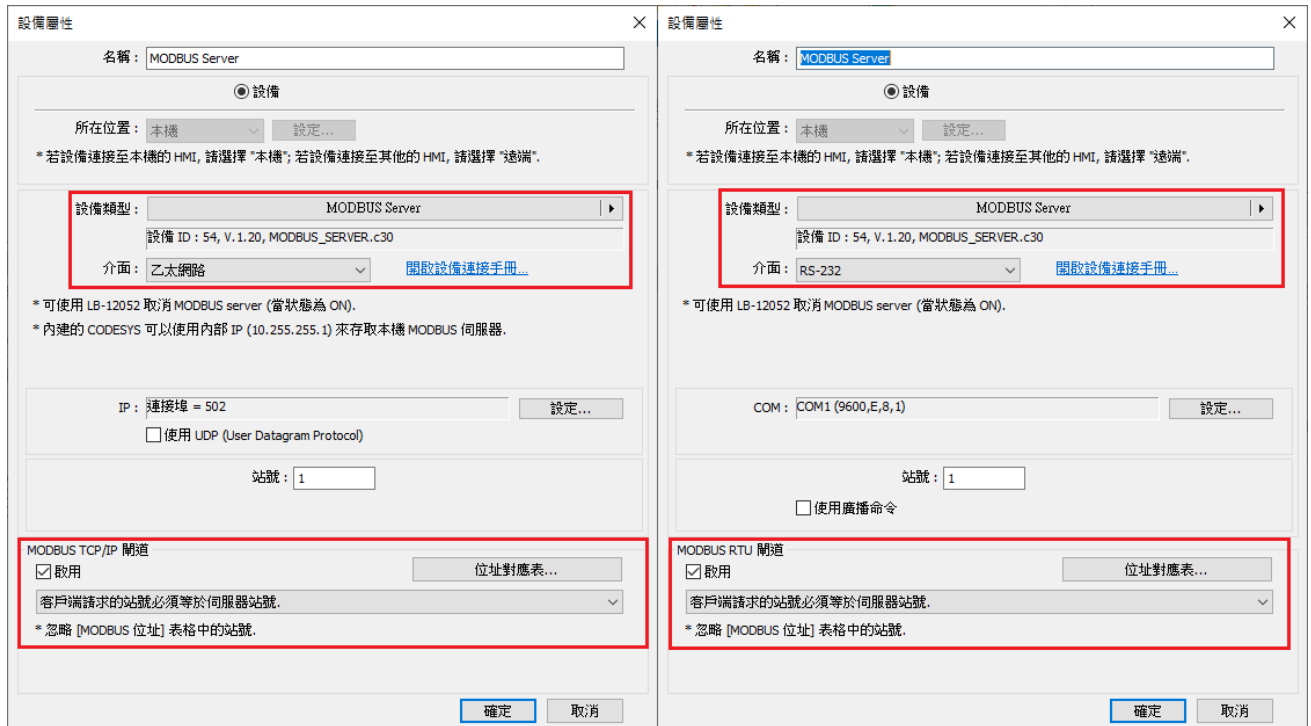 設備屬性
名稱 : MODBUS Server
設備
所在位置 : 本機 設定...
* 若設備連接至本機的 HMI, 請選擇 "本機"; 若設備連接至其他的 HMI, 請選擇 "遠端".
設備類型 : MODBUS Server
設備 ID : 54, V.1.20, MODBUS_SERVER.c30
介面 : 乙太網路 開啟設備連接手冊...
* 可使用 LB-12052 取消 MODBUS server (當狀態為 ON).
* 內建的 CODESYS 可以使用內部 IP (10.255.255.1) 來存取本機 MODBUS 伺服器.
IP : 連接埠 = 502 設定...
使用 UDP (User Datagram Protocol)
站號 : 1
MODBUS TCP/IP 閘道
啟用 位址對應表...
客戶端請求的站號必須等於伺服器站號.
* 忽略 [MODBUS 位址] 表格中的站號.
確定 取消
設備屬性
名稱 : MODBUS Server
設備
所在位置 : 本機 設定...
* 若設備連接至本機的 HMI, 請選擇 "本機"; 若設備連接至其他的 HMI, 請選擇 "遠端".
設備類型 : MODBUS Server
設備 ID : 54, V.1.20, MODBUS_SERVER.c30
介面 : RS-232 開啟設備連接手冊...
* 可使用 LB-12052 取消 MODBUS server (當狀態為 ON).
COM : COM1 (9600,E,8,1) 設定...
站號 : 1
使用廣播命令
MODBUS RTU 閘道
啟用 位址對應表...
客戶端請求的站號必須等於伺服器站號.
* 忽略 [MODBUS 位址] 表格中的站號.
確定 取消